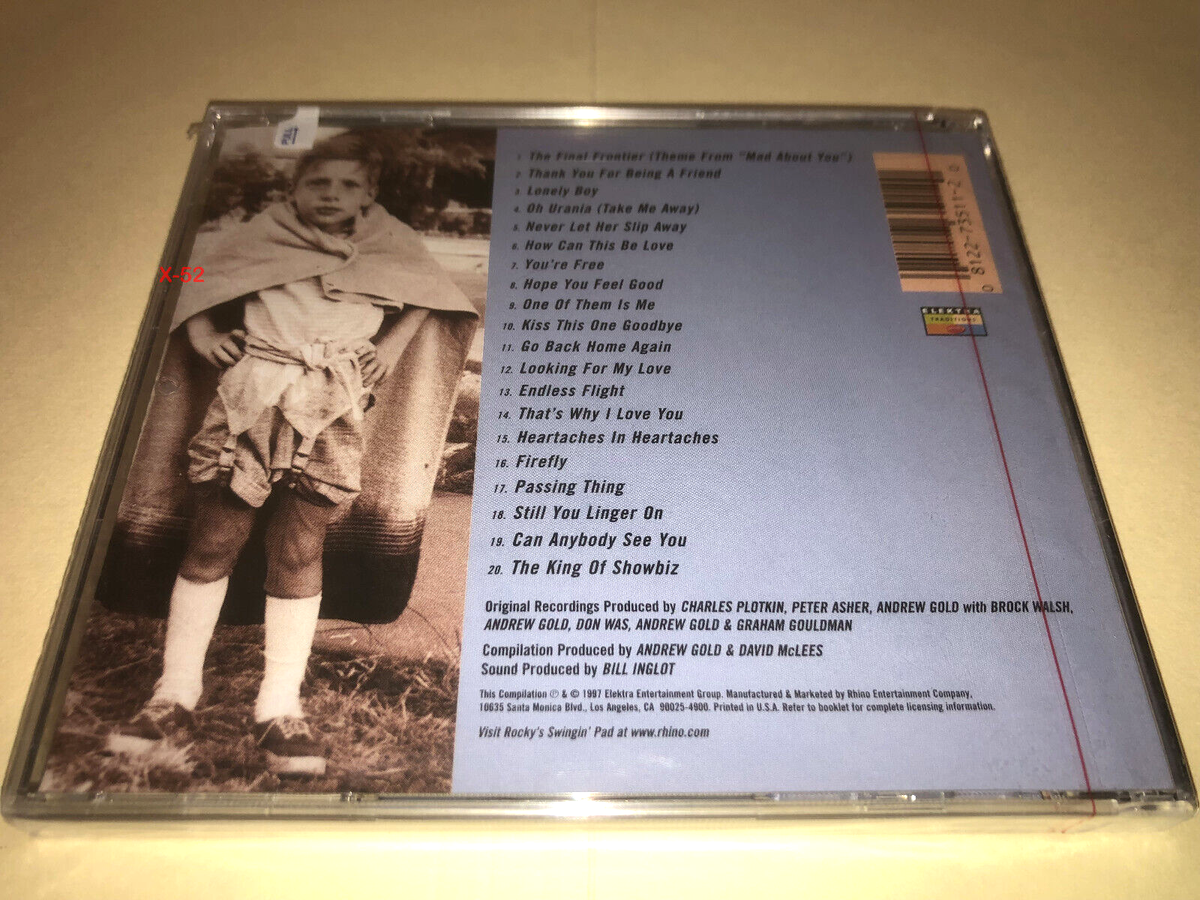 PULL
X-52
1. The Final Frontier (Theme From "Mad About You")
2. Thank You For Being A Friend
3. Lonely Boy
4. Oh Urania (Take Me Away)
5. Never Let Her Slip Away
6. How Can This Be Love
7. You're Free
8. Hope You Feel Good
9. One Of Them Is Me
10. Kiss This One Goodbye
11. Go Back Home Again
12. Looking For My Love
13. Endless Flight
14. That's Why I Love You
15. Heartaches In Heartaches
16. Firefly
17. Passing Thing
18. Still You Linger On
19. Can Anybody See You
20. The King Of Showbiz
0 8122-73511-2 0
ELEKTRA
TRADITIONS
Original Recordings Produced by CHARLES PLOTKIN, PETER ASHER, ANDREW GOLD with BROCK WALSH,
ANDREW GOLD, DON WAS, ANDREW GOLD & GRAHAM GOULDMAN
Compilation Produced by ANDREW GOLD & DAVID McLEES
Sound Produced by BILL INGLOT
This Compilation ℗ & © 1997 Elektra Entertainment Group. Manufactured & Marketed by Rhino Entertainment Company,
10635 Santa Monica Blvd., Los Angeles, CA 90025-4900. Printed in U.S.A. Refer to booklet for complete licensing information.
Visit Rocky's Swingin' Pad at www.rhino.com